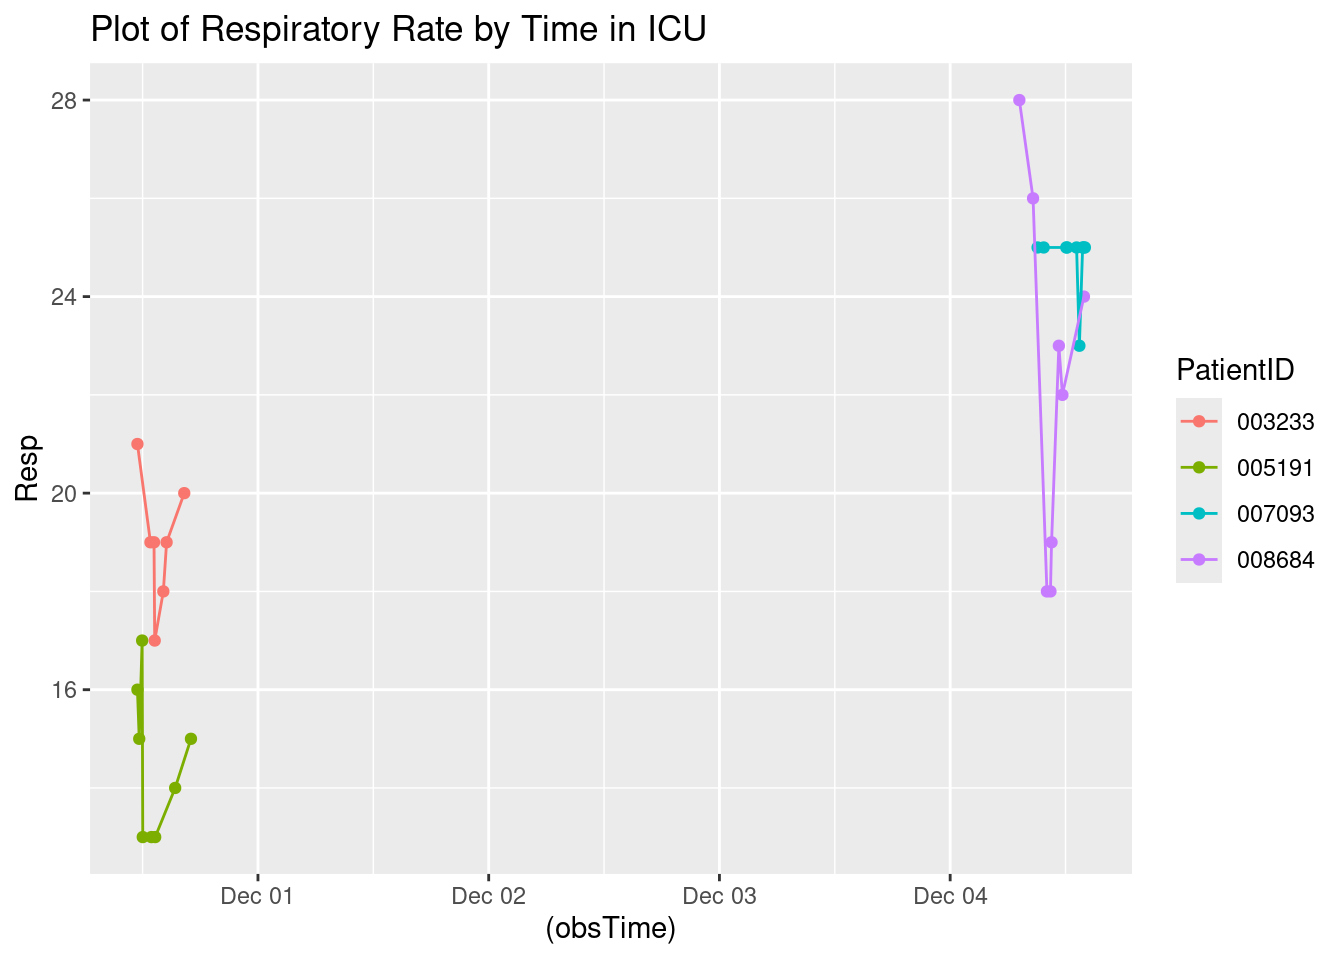 Plot of Respiratory Rate by Time in ICU
28
24
20
16
Resp
Dec 01
Dec 02
Dec 03
Dec 04
(obsTime)
PatientID
003233
005191
007093
008684